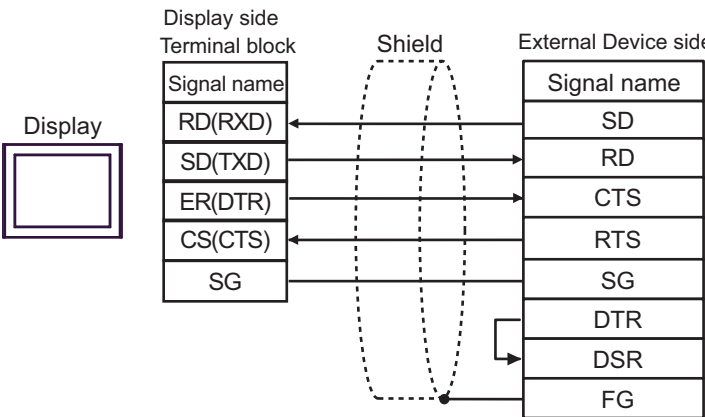 Display side
Terminal block
Shield
External Device side
Signal name
Signal name
Display
RD(RXD)
SD
SD(TXD)
RD
ER(DTR)
CTS
CS(CTS)
RTS
SG
SG
DTR
DSR
FG